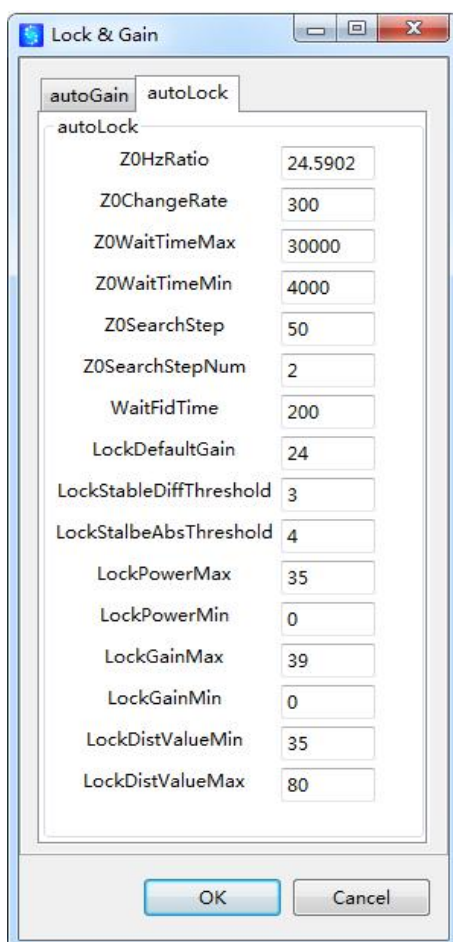 Lock & Gain
autoGain autoLock
autoLock
Z0HzRatio 24.5902
Z0ChangeRate 300
Z0WaitTimeMax 30000
Z0WaitTimeMin 4000
Z0SearchStep 50
Z0SearchStepNum 2
WaitFidTime 200
LockDefaultGain 24
LockStableDiffThreshold 3
LockStalbeAbsThreshold 4
LockPowerMax 35
LockPowerMin 0
LockGainMax 39
LockGainMin 0
LockDistValueMin 35
LockDistValueMax 80
OK Cancel